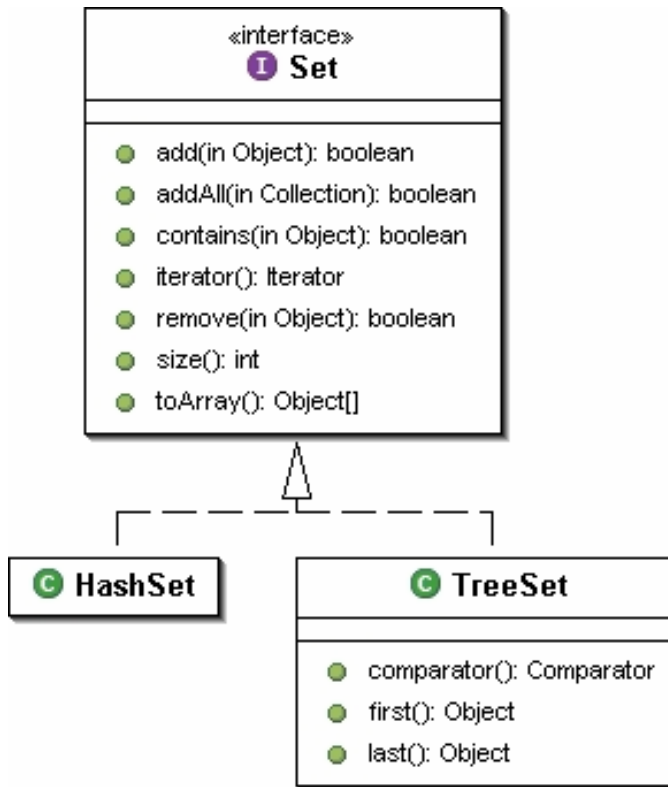 «interface»
I Set
add(in Object): boolean
addAll(in Collection): boolean
contains(in Object): boolean
iterator(): Iterator
remove(in Object): boolean
size(): int
toArray(): Object[]
C HashSet
C TreeSet
comparator(): Comparator
first(): Object
last(): Object